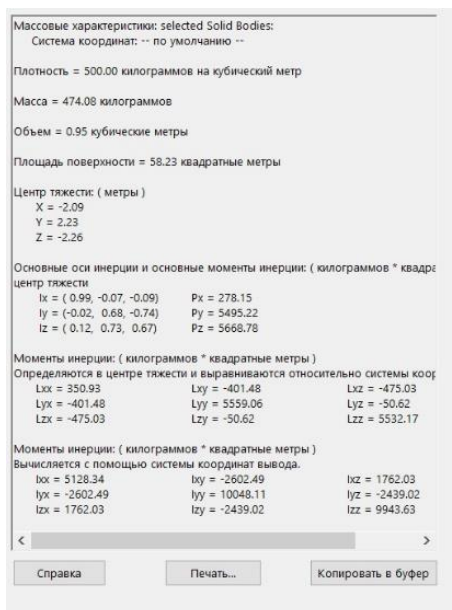 Массовые характеристики: selected Solid Bodies:
Система координат: -- по умолчанию --
Плотность = 500.00 килограммов на кубический метр
Масса = 474.08 килограммов
Объем = 0.95 кубические метры
Площадь поверхности = 58.23 квадратные метры
Центр тяжести: ( метры )
X = -2.09
Y = 2.23
Z = -2.26
Основные оси инерции и основные моменты инерции: ( килограммов * квадра
центр тяжести
Ix = ( 0.99, -0.07, -0.09) Px = 278.15
Iy = (-0.02, 0.68, -0.74) Py = 5495.22
Iz = ( 0.12, 0.73, 0.67) Pz = 5668.78
Моменты инерции: ( килограммов * квадратные метры )
Определяются в центре тяжести и выравниваются относительно системы коор
Lxx = 350.93 Lxy = -401.48 Lxz = -475.03
Lyx = -401.48 Lyy = 5559.06 Lyz = -50.62
Lzx = -475.03 Lzy = -50.62 Lzz = 5532.17
Моменты инерции: ( килограммов * квадратные метры )
Вычисляется с помощью системы координат вывода.
Ixx = 5128.34 Ixy = -2602.49 Ixz = 1762.03
Iyx = -2602.49 Iyy = 10048.11 Iyz = -2439.02
Izx = 1762.03 Izy = -2439.02 Izz = 9943.63
Справка Печать... Копировать в буфер